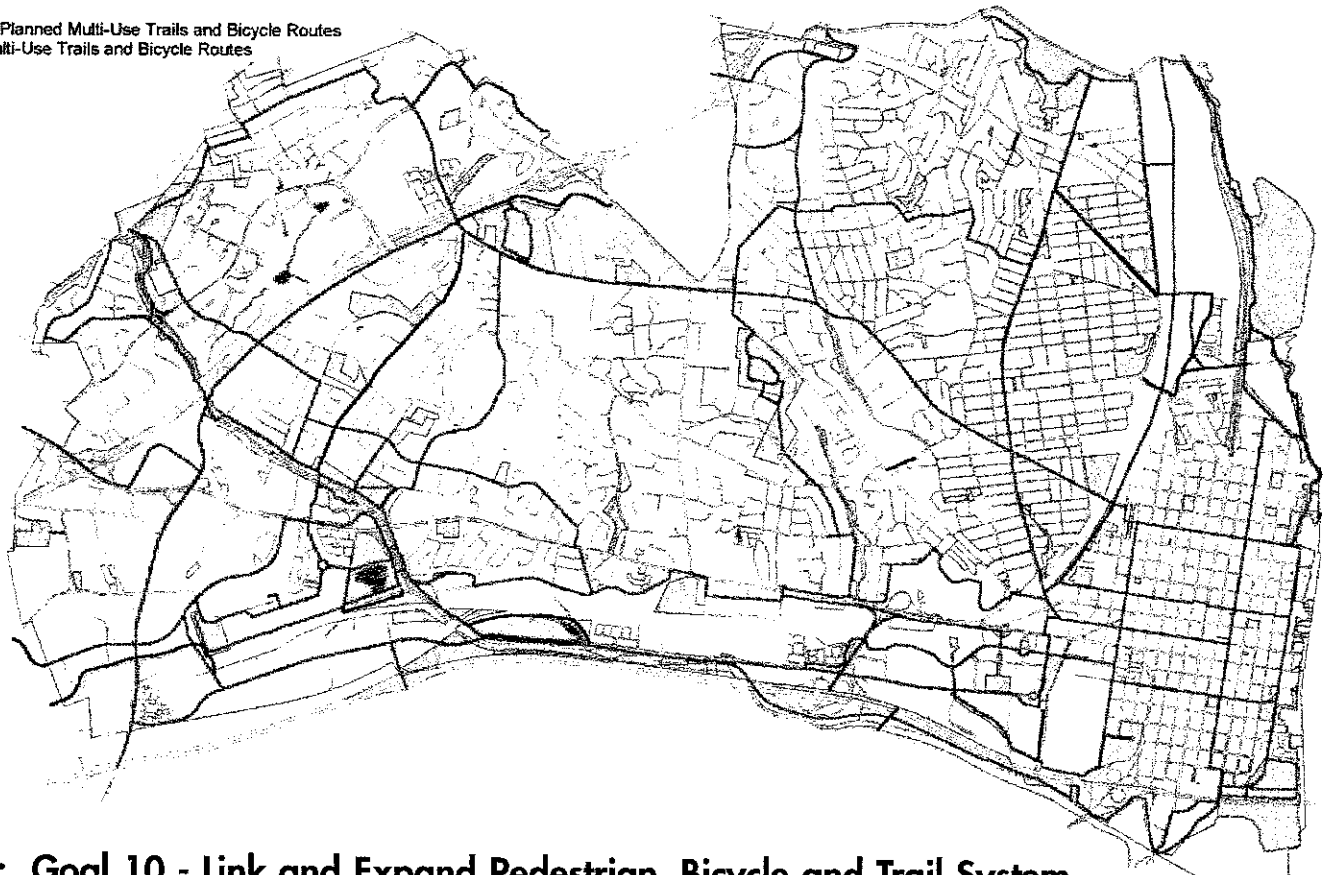 Planned Multi-Use Trails and Bicycle Routes
lti-Use Trails and Bicycle Routes
: Goal 10 - Link and Expand Pedestrian, Bicycle and Trail System